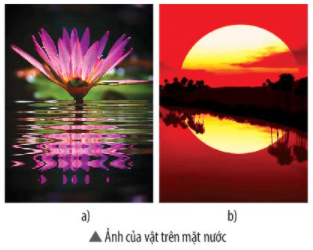 a) b)
▲ Ảnh của vật trên mặt nước